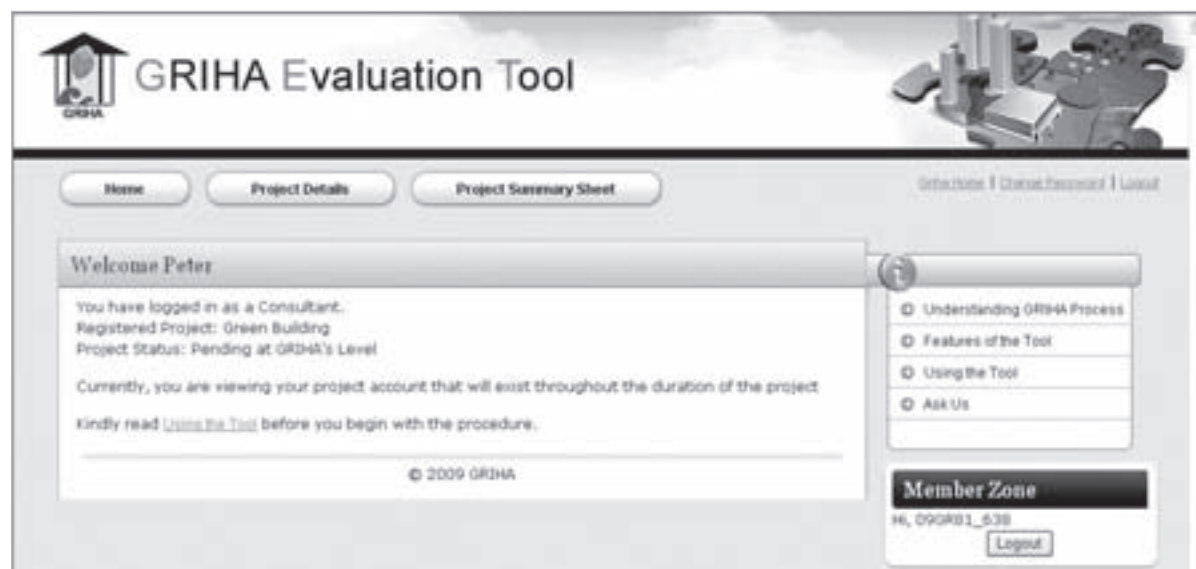 GRIHA Evaluation Tool
GRIHA
Home
Project Details
Project Summary Sheet
Griha Home | Change Password | Logout
Welcome Peter
You have logged in as a Consultant.
Registered Project: Green Building
Project Status: Pending at GRIHA's Level
Currently, you are viewing your project account that will exist throughout the duration of the project
Kindly read Using the Tool before you begin with the procedure.
© 2009 GRIHA
Understanding GRIHA Process
Features of the Tool
Using the Tool
Ask Us
Member Zone
Hi, 09GR81_638
Logout